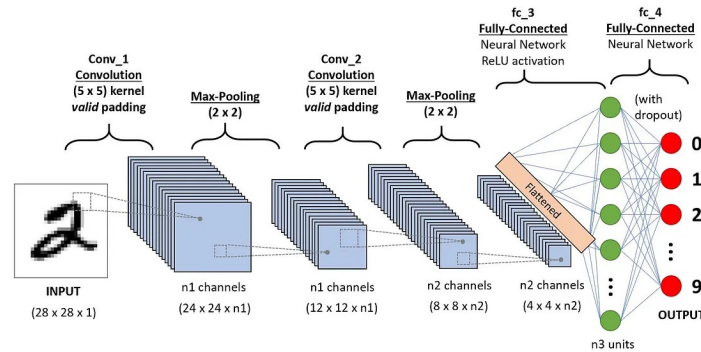 fc_3
Fully-Connected
Neural Network
ReLU activation
fc_4
Fully-Connected
Neural Network
Conv_1
Convolution
(5 x 5) kernel
valid padding
Max-Pooling
(2 x 2)
Conv_2
Convolution
(5 x 5) kernel
valid padding
Max-Pooling
(2 x 2)
(with
dropout)
0
1
2
⋮
9
OUTPUT
Flattened
...
2
INPUT
(28 x 28 x 1)
n1 channels
(24 x 24 x n1)
n1 channels
(12 x 12 x n1)
n2 channels
(8 x 8 x n2)
n2 channels
(4 x 4 x n2)
n3 units